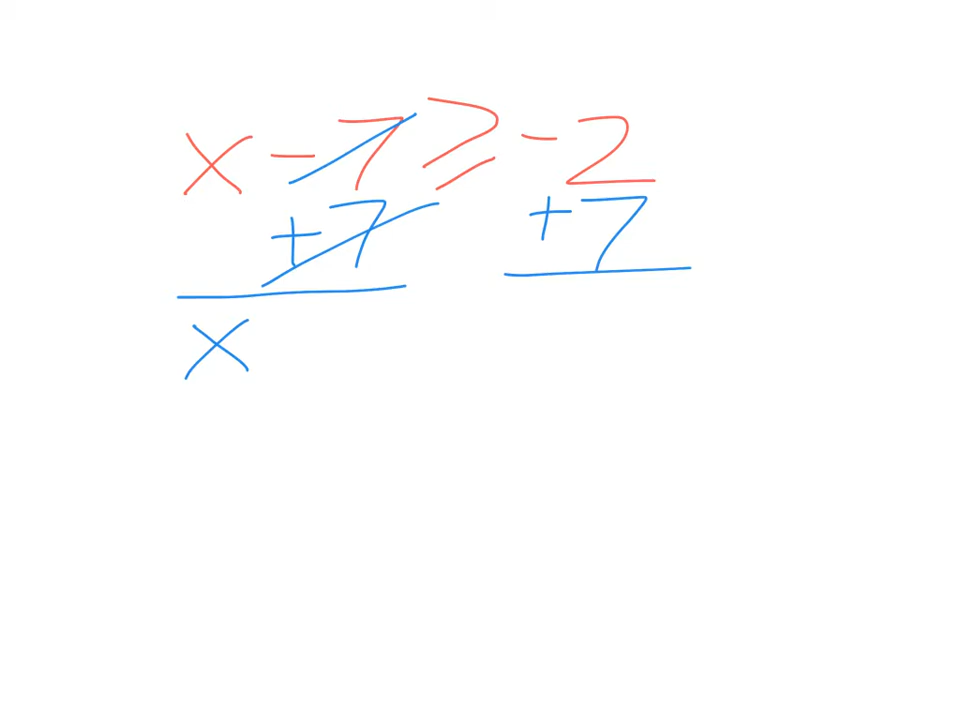 x - 7 ≥ -2
+7 +7
x